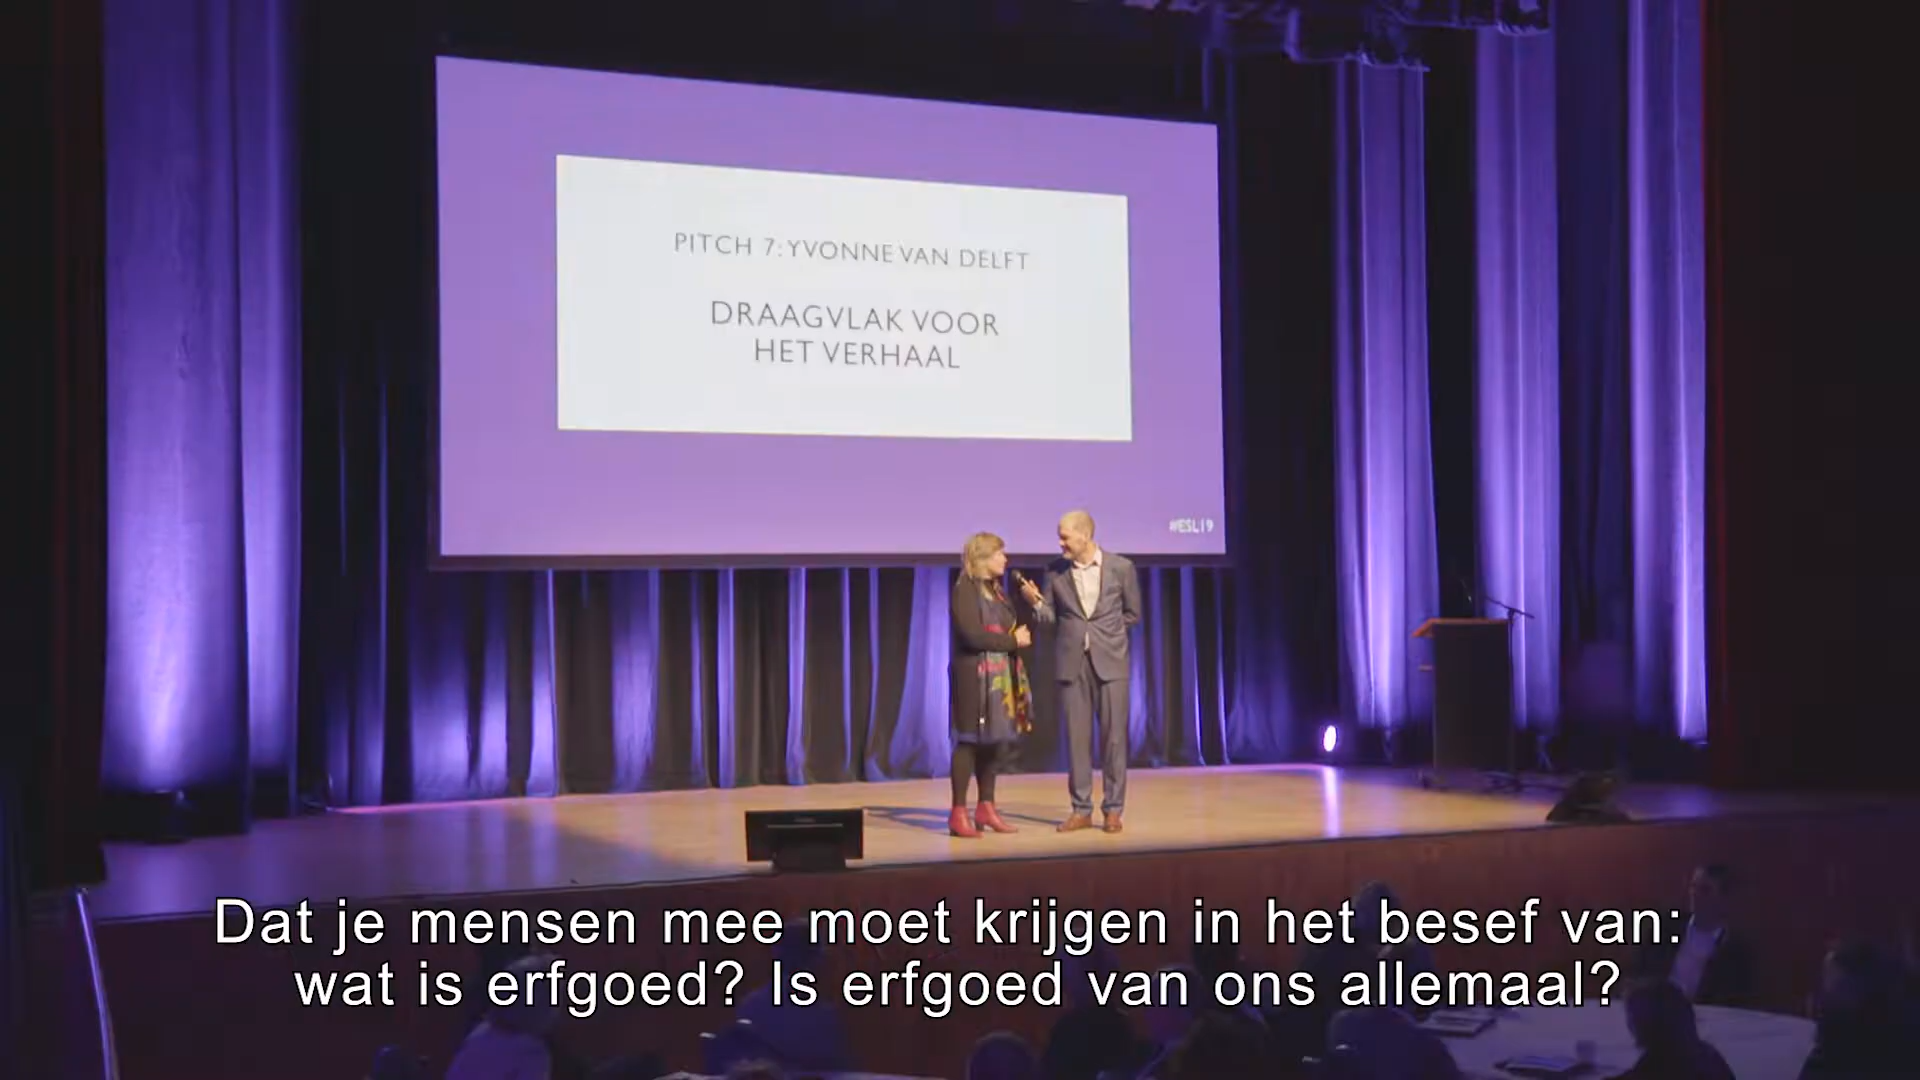 PITCH 7: YVONNE VAN DELFT
DRAAGVLAK VOOR
HET VERHAAL
#ESL19
Dat je mensen mee moet krijgen in het besef van:
wat is erfgoed? Is erfgoed van ons allemaal?